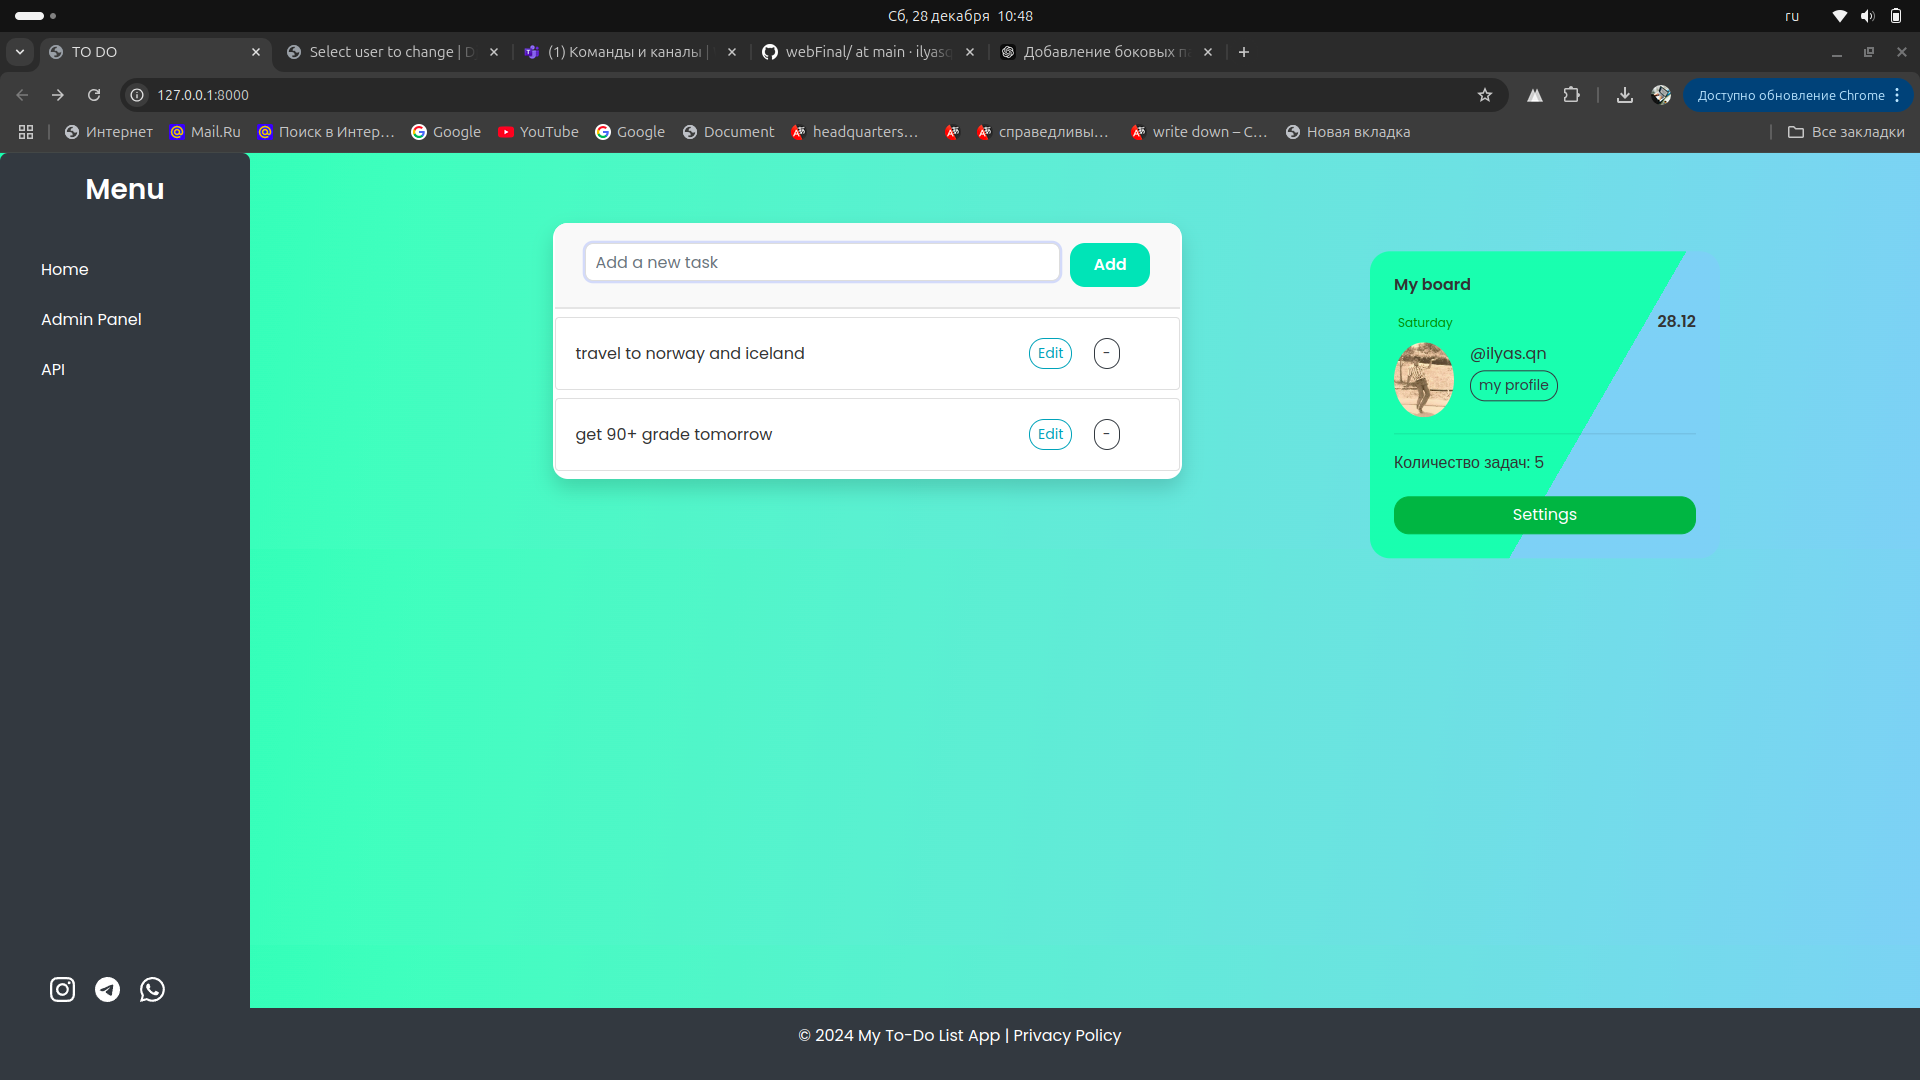 Сб, 28 декабря 10:48
ru
TO DO
Select user to change | D
(1) Команды и каналы |
webFinal/ at main · ilyasq
Добавление боковых п
127.0.0.1:8000
Доступно обновление Chrome
Интернет
Mail.Ru
Поиск в Интер...
Google
YouTube
Google
Document
headquarters...
справедливы...
write down – C...
Новая вкладка
Все закладки
Menu
Home
Admin Panel
API
Add a new task
Add
travel to norway and iceland
Edit
-
get 90+ grade tomorrow
Edit
-
My board
Saturday
28.12
@ilyas.qn
my profile
Количество задач: 5
Settings
© 2024 My To-Do List App | Privacy Policy